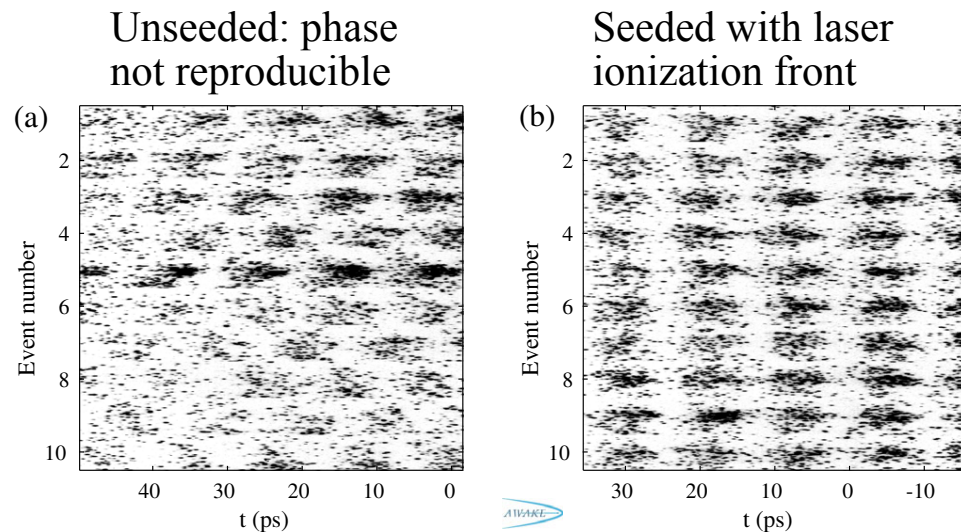 Unseeded: phase
not reproducible
Seeded with laser
ionization front
(a)
Event number
2
4
6
8
10
40
30
20
10
0
t (ps)
(b)
Event number
2
4
6
8
10
30
20
10
0
-10
t (ps)
AWAKE